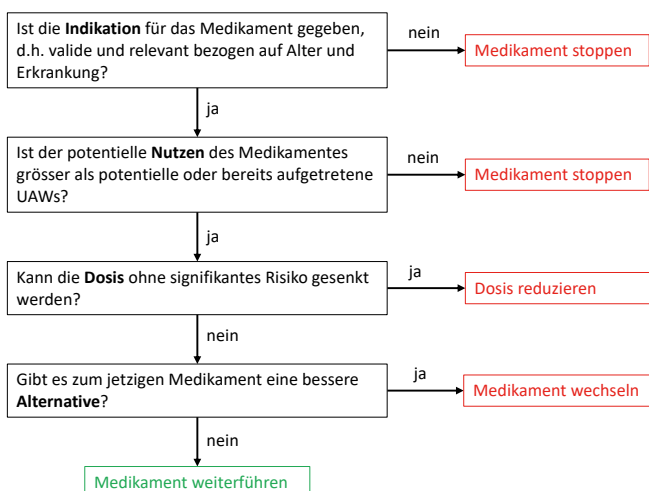 Ist die Indikation für das Medikament gegeben,
d.h. valide und relevant bezogen auf Alter und
Erkrankung?
nein
Medikament stoppen
ja
Ist der potentielle Nutzen des Medikamentes
grösser als potentielle oder bereits aufgetretene
UAWs?
nein
Medikament stoppen
ja
Kann die Dosis ohne signifikantes Risiko gesenkt
werden?
ja
Dosis reduzieren
nein
Gibt es zum jetzigen Medikament eine bessere
Alternative?
ja
Medikament wechseln
nein
Medikament weiterführen